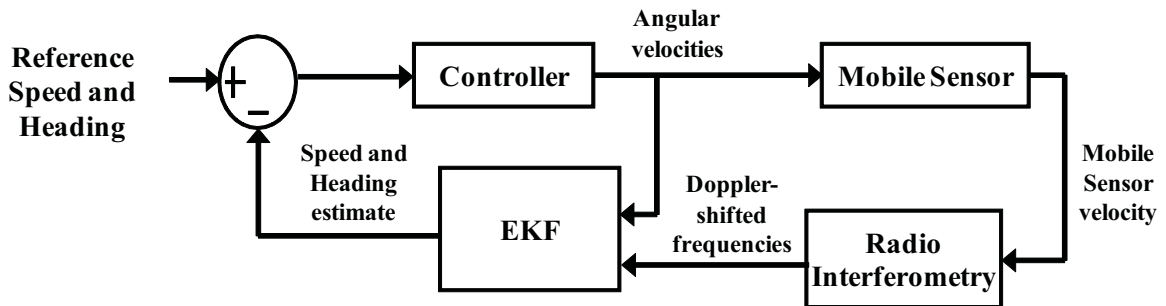 Reference
Speed and
Heading
+
−
Controller
Angular
velocities
Mobile Sensor
Mobile
Sensor
velocity
Radio
Interferometry
Doppler-
shifted
frequencies
EKF
Speed and
Heading
estimate